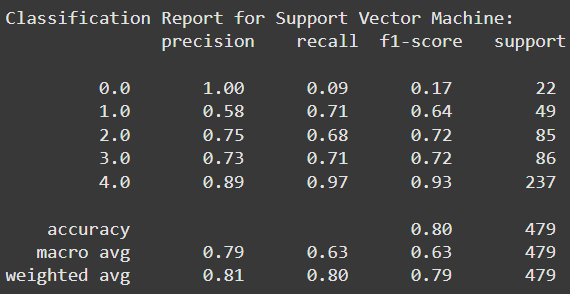 Classification Report for Support Vector Machine:
precision recall f1-score support
0.0 1.00 0.09 0.17 22
1.0 0.58 0.71 0.64 49
2.0 0.75 0.68 0.72 85
3.0 0.73 0.71 0.72 86
4.0 0.89 0.97 0.93 237
accuracy 0.80 479
macro avg 0.79 0.63 0.63 479
weighted avg 0.81 0.80 0.79 479